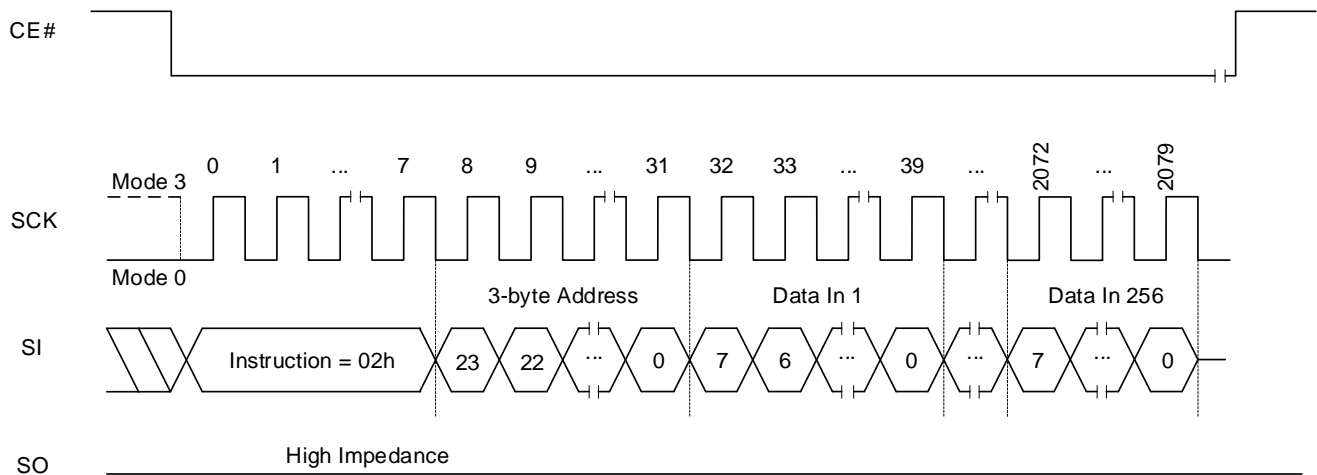 CE#
0 1 ... 7 8 9 ... 31 32 33 ... 39 ... 2072 ... 2079
Mode 3
SCK
Mode 0
3-byte Address Data In 1 Data In 256
SI Instruction = 02h 23 22 ... 0 7 6 ... 0 ... 7 ... 0
High Impedance
SO